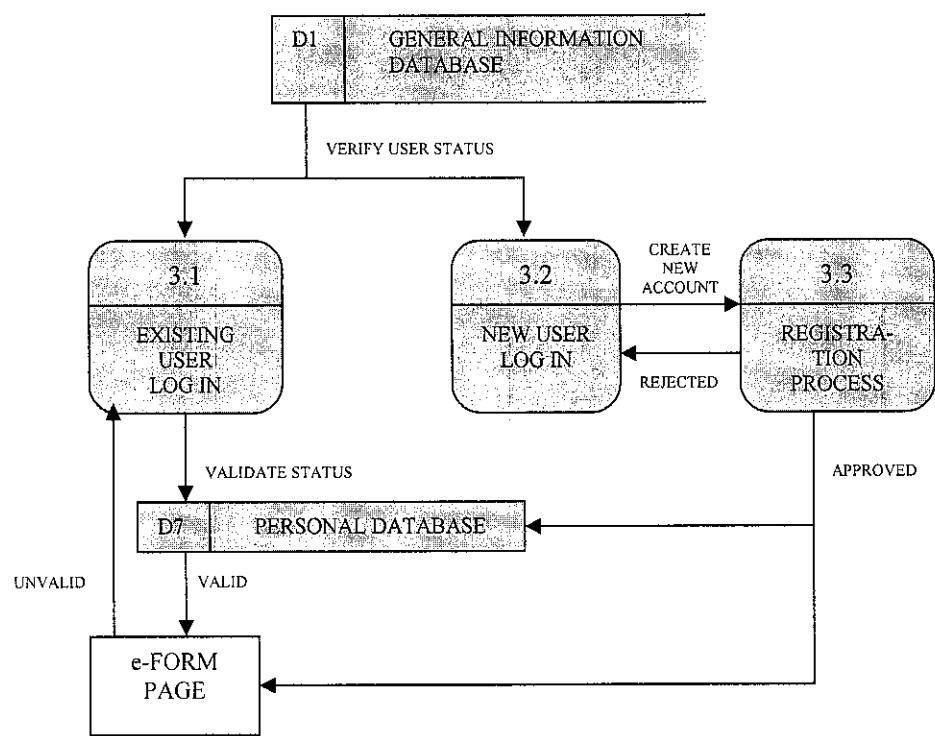 D1
GENERAL INFORMATION
DATABASE
VERIFY USER STATUS
3.1
EXISTING
USER
LOG IN
3.2
NEW USER
LOG IN
CREATE
NEW
ACCOUNT
REJECTED
3.3
REGISTRA-
TION
PROCESS
VALIDATE STATUS
APPROVED
D7
PERSONAL DATABASE
UNVALID
VALID
e-FORM
PAGE